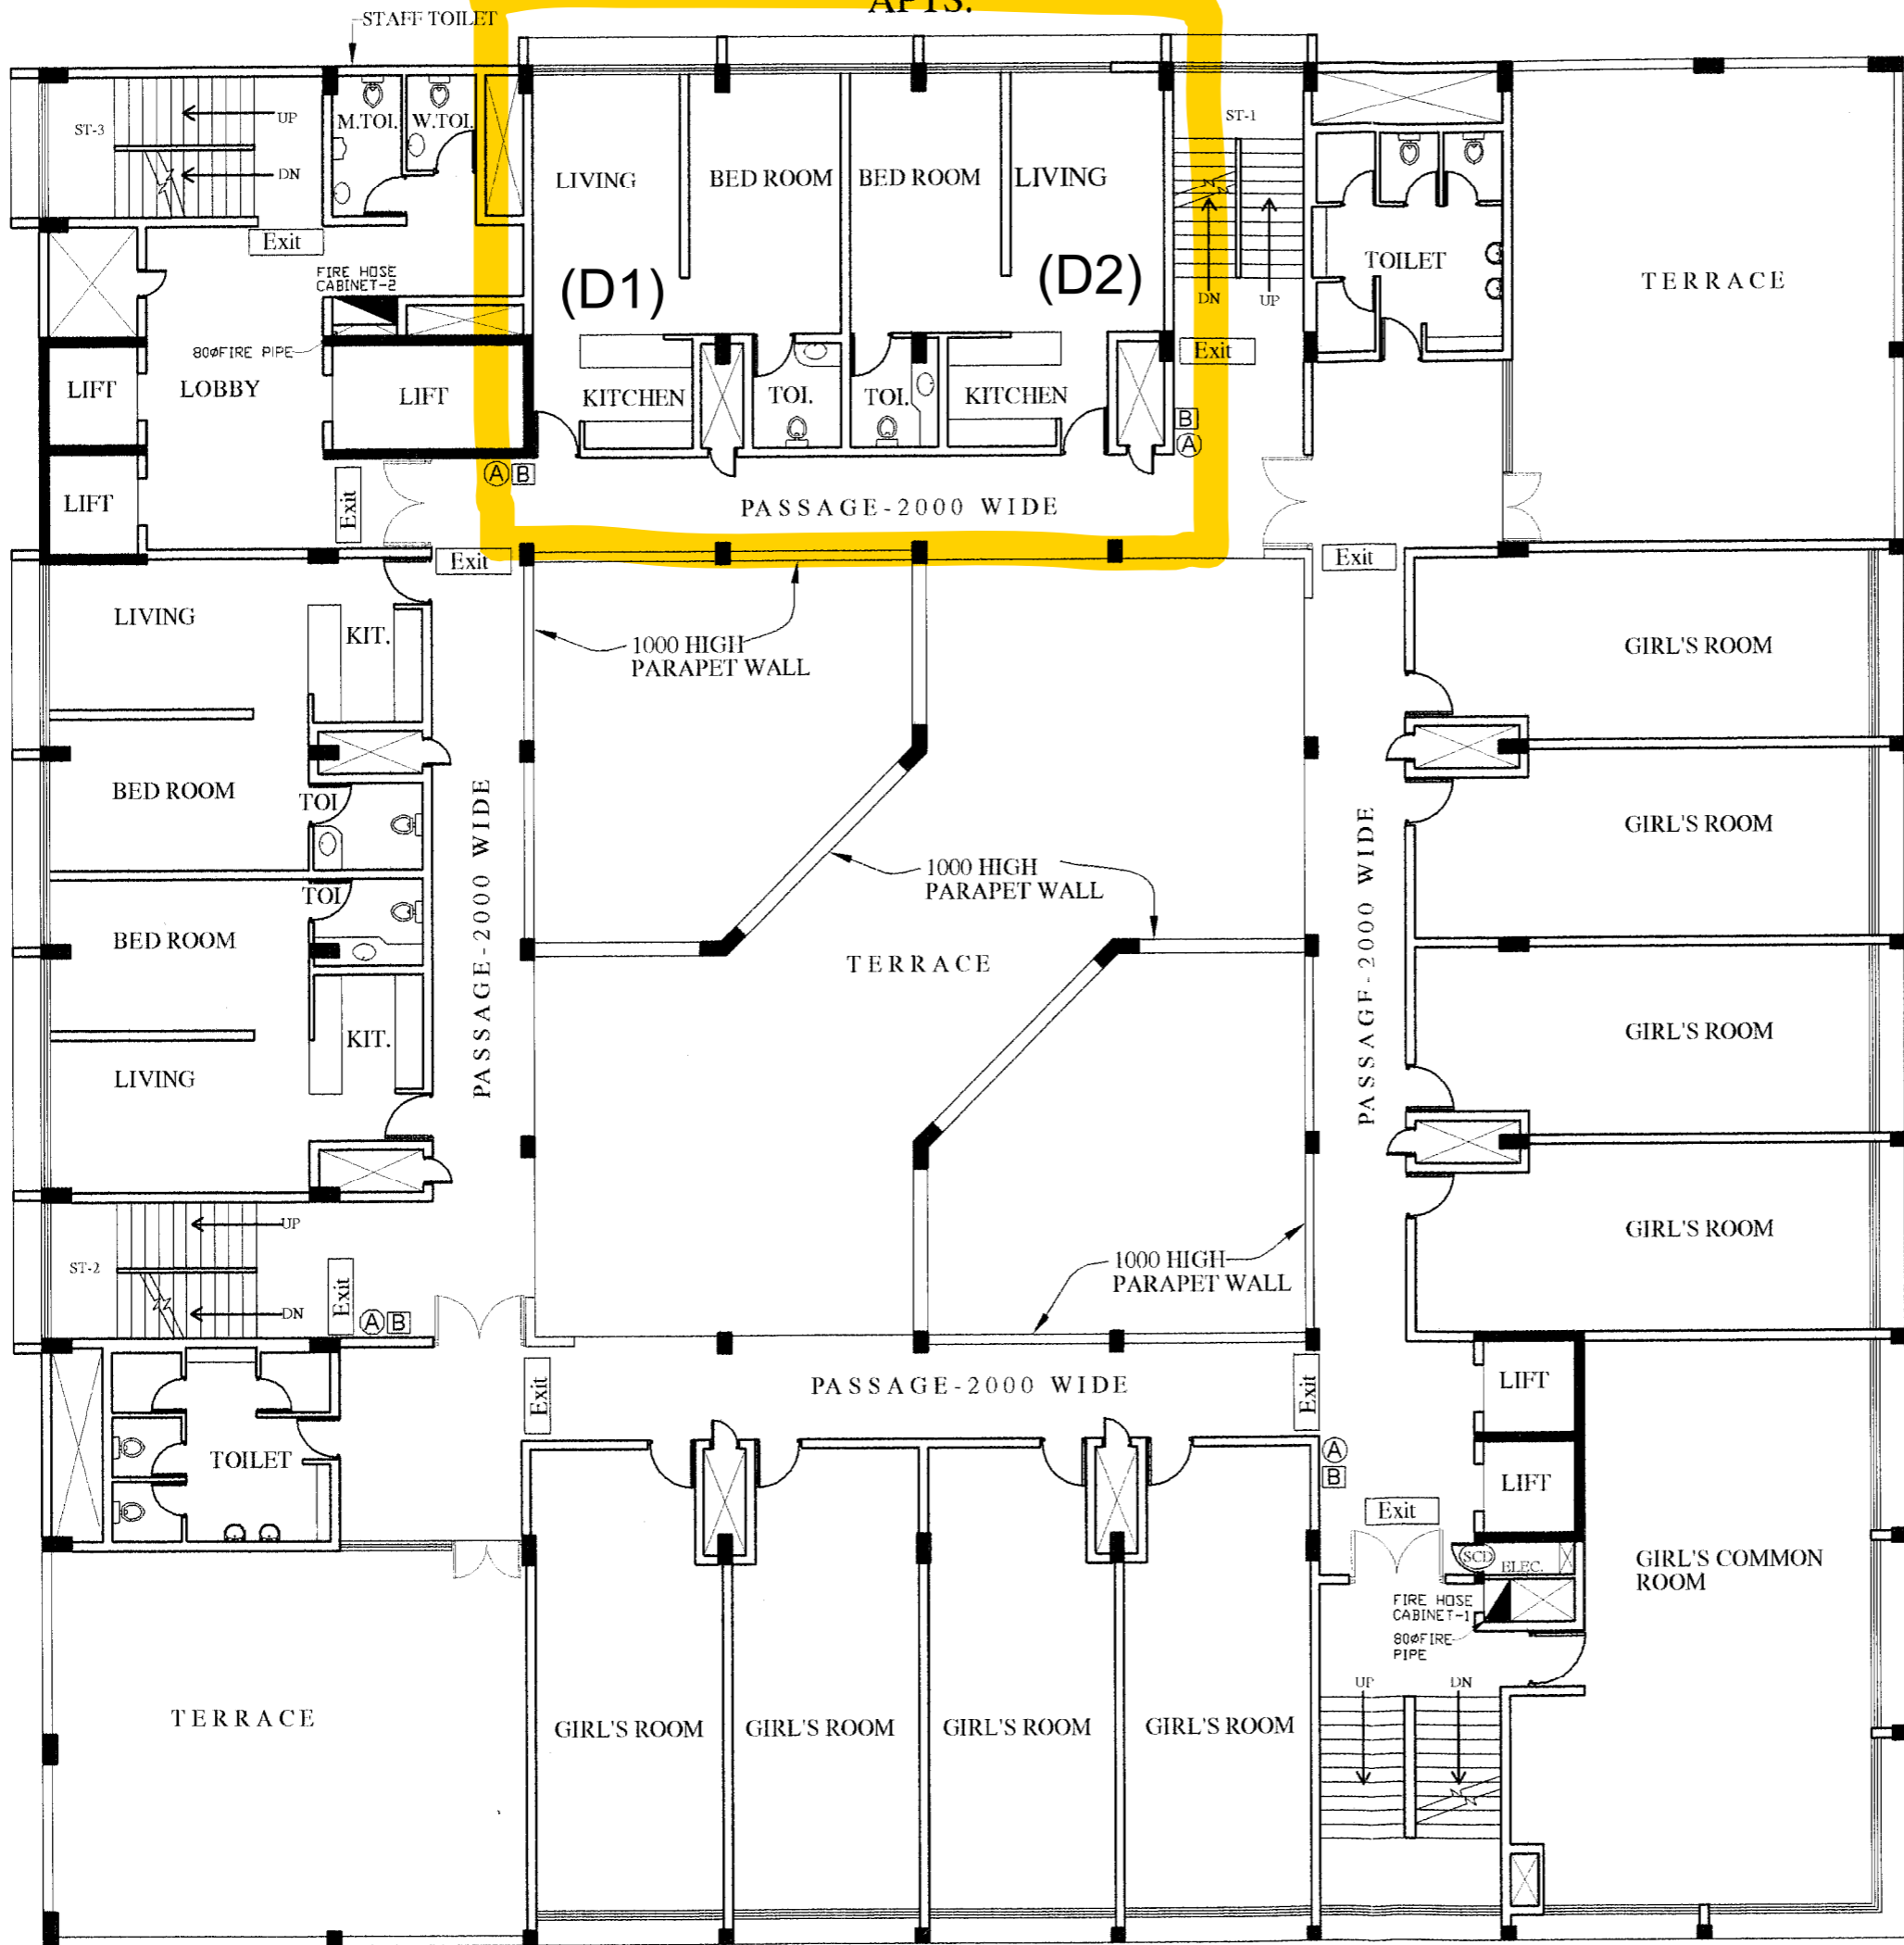 APTS.
STAFF TOILET
ST-3
UP
DN
M.TOI.
W.TOI.
LIVING
BED ROOM
BED ROOM
LIVING
ST-1
DN
UP
TOILET
TERRACE
Exit
FIRE HOSE
CABINET-2
(D1)
(D2)
80øFIRE PIPE
Exit
LIFT
LOBBY
LIFT
KITCHEN
TOI.
TOI.
KITCHEN
B
A
LIFT
Exit
A B
PASSAGE-2000 WIDE
Exit
Exit
LIVING
KIT.
1000 HIGH
PARAPET WALL
GIRL'S ROOM
BED ROOM
TOI
PASSAGE-2000 WIDE
PASSAGE-2000 WIDE
GIRL'S ROOM
1000 HIGH
PARAPET WALL
TOI
BED ROOM
TERRACE
GIRL'S ROOM
KIT.
LIVING
GIRL'S ROOM
UP
ST-2
DN
Exit
A B
1000 HIGH
PARAPET WALL
Exit
PASSAGE-2000 WIDE
Exit
LIFT
TOILET
A
B
LIFT
Exit
SCD
ELEC.
GIRL'S COMMON
ROOM
FIRE HOSE
CABINET-1
80øFIRE
PIPE
UP
DN
TERRACE
GIRL'S ROOM
GIRL'S ROOM
GIRL'S ROOM
GIRL'S ROOM